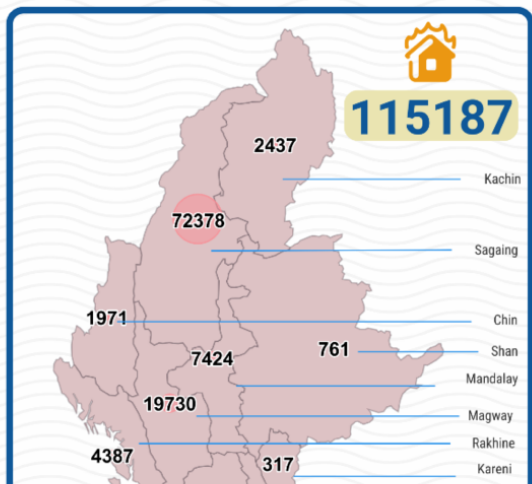 115187
2437
Kachin
72378
Sagaing
1971
Chin
761
Shan
7424
Mandalay
19730
Magway
Rakhine
4387
317
Kareni